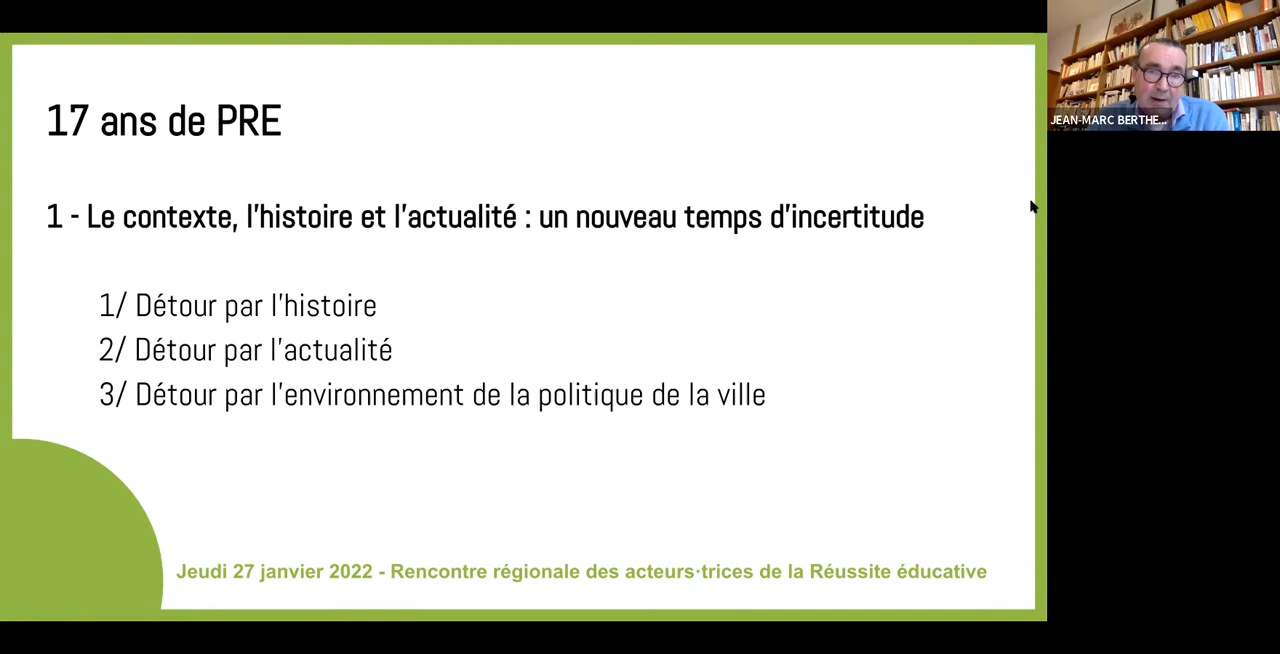 17 ans de PRE
1 - Le contexte, l'histoire et l'actualité : un nouveau temps d'incertitude
1/ Détour par l'histoire
2/ Détour par l'actualité
3/ Détour par l'environnement de la politique de la ville
Jeudi 27 janvier 2022 - Rencontre régionale des acteurs·trices de la Réussite éducative
JEAN-MARC BERTHE...